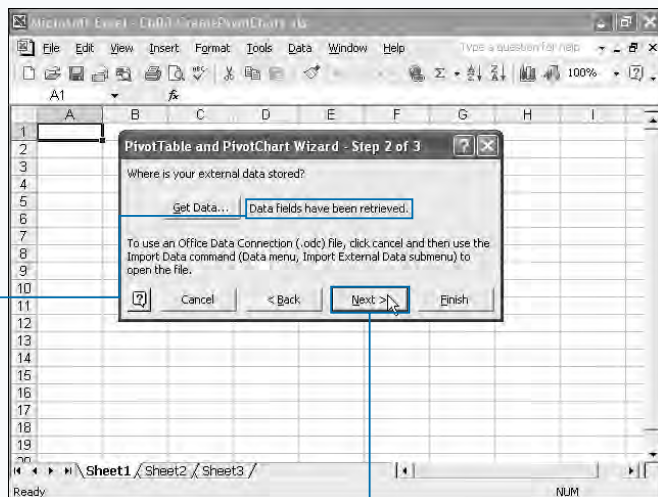 Microsoft Excel - Ch03 CreatePivotChart.xls
File Edit View Insert Format Tools Data Window Help Type a question for help
Σ 100%
A1 fx
A B C D E F G H I
1
2
PivotTable and PivotChart Wizard - Step 2 of 3
3
Where is your external data stored?
4
5
Get Data... Data fields have been retrieved.
6
7
To use an Office Data Connection (.odc) file, click cancel and then use the
8
Import Data command (Data menu, Import External Data submenu) to
9
open the file.
10
Cancel < Back Next > Finish
11
12
13
14
15
16
17
18
19
20
Sheet1 Sheet2 Sheet3
Ready NUM